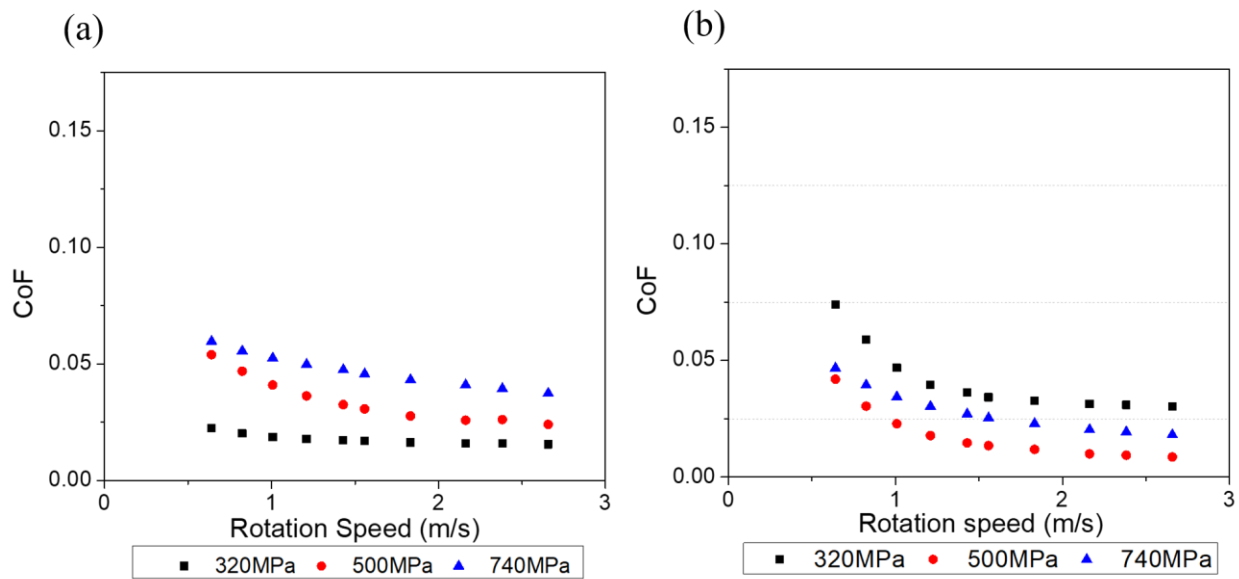 (a)
0.15
0.10
0.05
0.00
CoF
0 1 2 3
Rotation Speed (m/s)
320MPa 500MPa 740MPa
(b)
0.15
0.10
0.05
0.00
CoF
0 1 2 3
Rotation speed (m/s)
320MPa 500MPa 740MPa